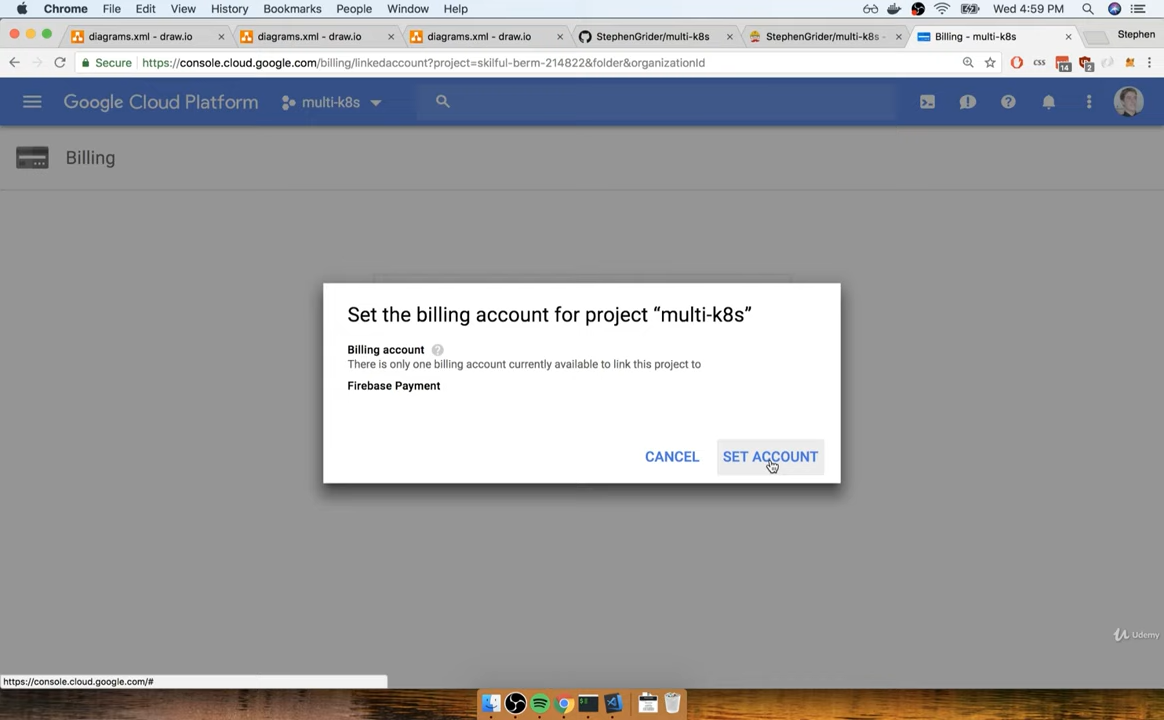 Chrome File Edit View History Bookmarks People Window Help Wed 4:59 PM
diagrams.xml - draw.io diagrams.xml - draw.io diagrams.xml - draw.io StephenGrider/multi-k8s StephenGrider/multi-k8s - Billing - multi-k8s Stephen
Secure https://console.cloud.google.com/billing/linkedaccount?project=skilful-berm-214822&folder&organizationId css 14 2
Google Cloud Platform multi-k8s
Billing
Set the billing account for project “multi-k8s”
Billing account
There is only one billing account currently available to link this project to
Firebase Payment
CANCEL SET ACCOUNT
Udemy
https://console.cloud.google.com/#